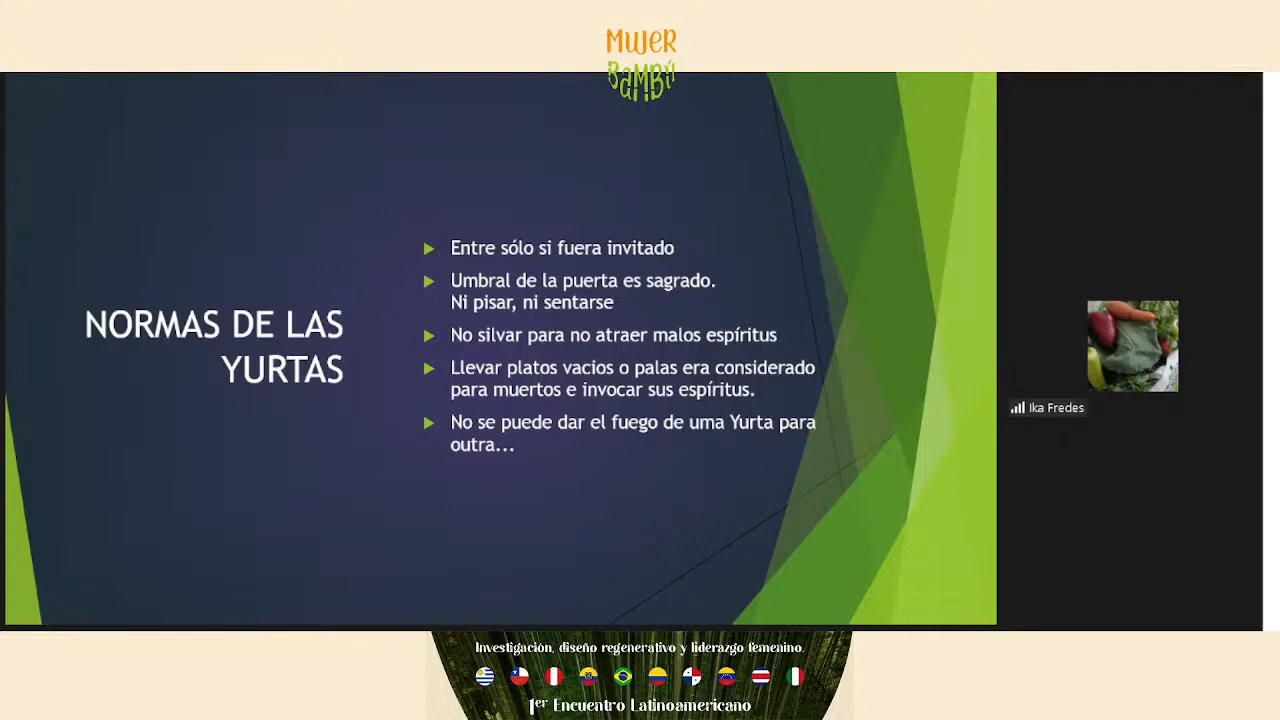 MUJER
BAMBÚ
NORMAS DE LAS
YURTAS
Entre sólo si fuera invitado
Umbral de la puerta es sagrado.
Ni pisar, ni sentarse
No silvar para no atraer malos espíritus
Llevar platos vacios o palas era considerado
para muertos e invocar sus espíritus.
No se puede dar el fuego de uma Yurta para
outra...
Ika Fredes
Investigación, diseño regenerativo y liderazgo femenino.
1er Encuentro Latinoamericano